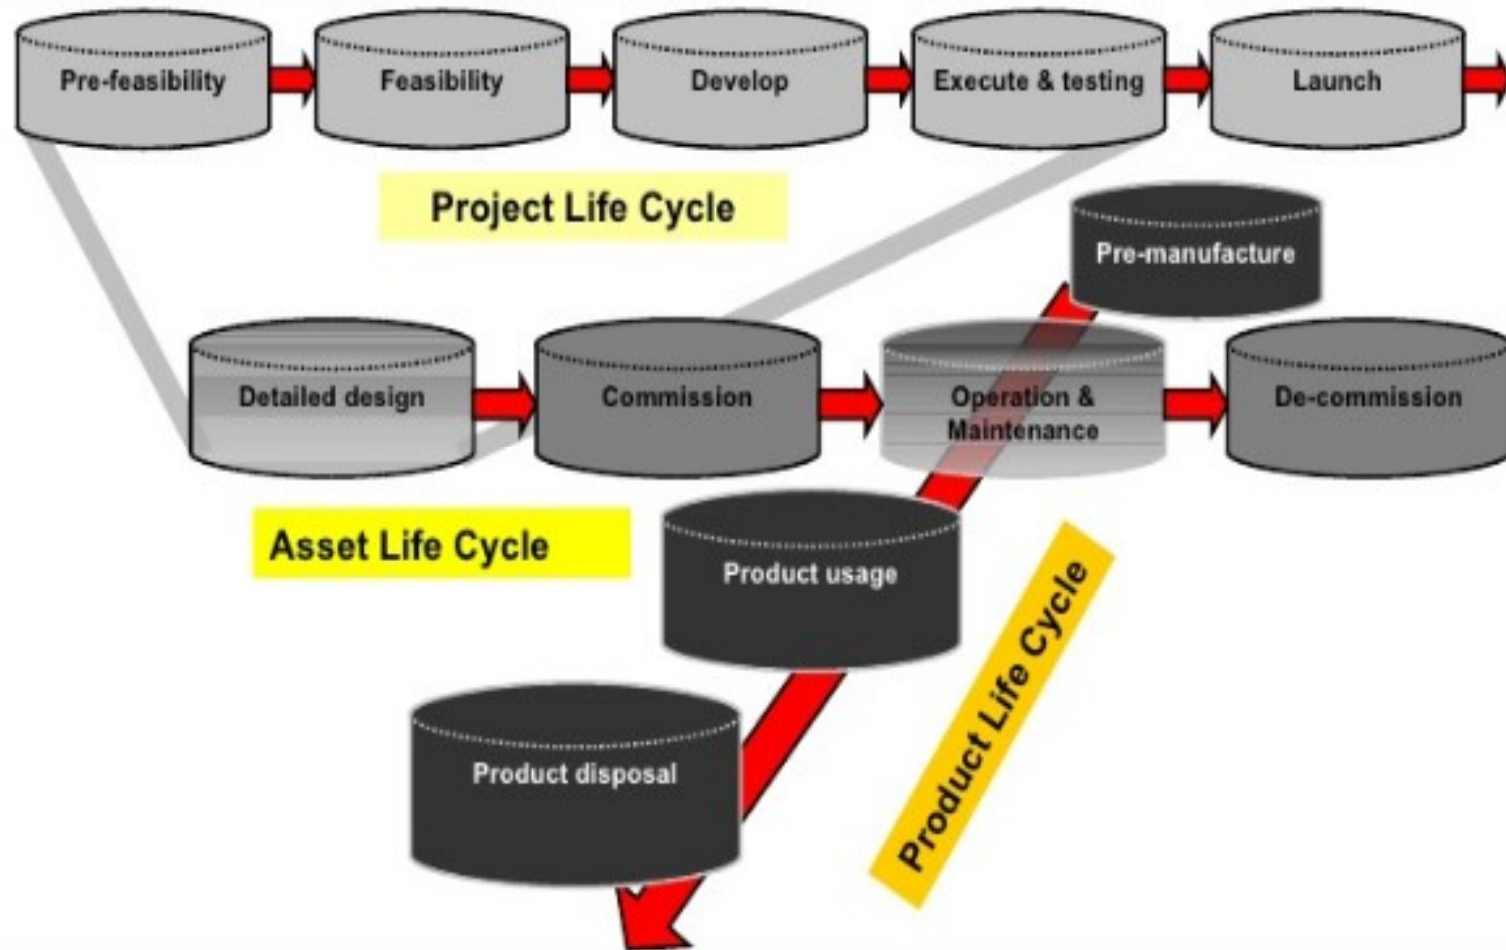 Pre-feasibility
Feasibility
Develop
Execute & testing
Launch
Project Life Cycle
Pre-manufacture
Detailed design
Commission
Operation &
Maintenance
De-commission
Asset Life Cycle
Product usage
Product Life Cycle
Product disposal